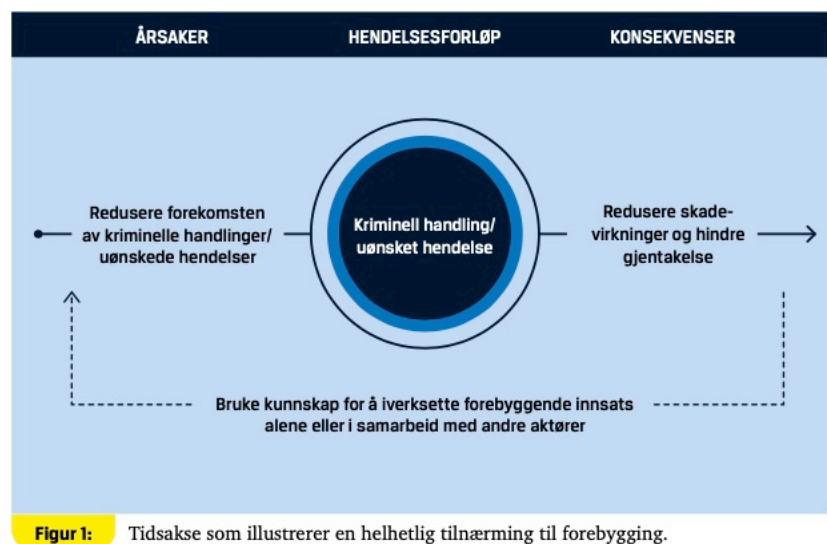 ÅRSAKER
HENDELSESFORLØP
KONSEKVENSER
Redusere forekomsten
av kriminelle handlinger/
uønskede hendelser
Kriminell handling/
uønsket hendelse
Redusere skade-
virkninger og hindre
gjentakelse
Bruke kunnskap for å iverksette forebyggende innsats
alene eller i samarbeid med andre aktører
Figur 1: Tidsakse som illustrerer en helhetlig tilnærming til forebygging.